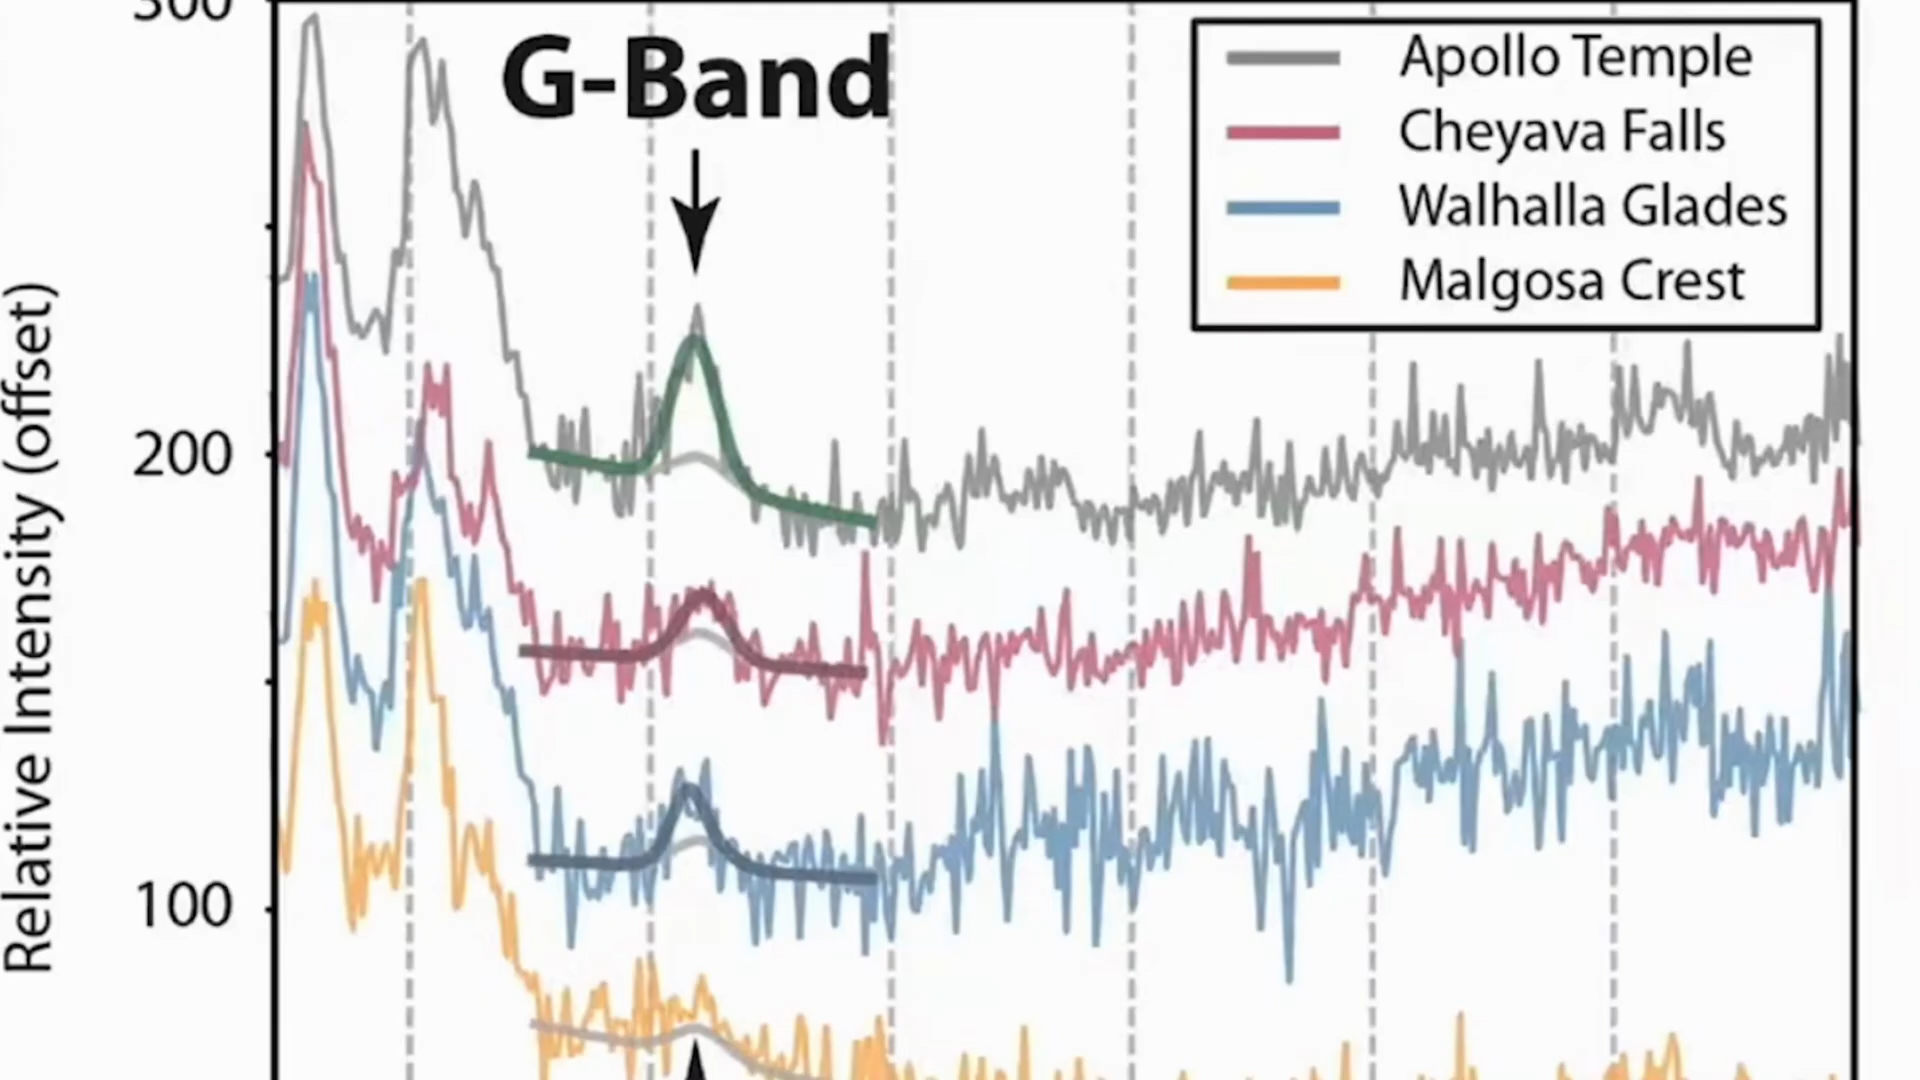 300
G-Band
Apollo Temple
Cheyava Falls
Walhalla Glades
Malgosa Crest
Relative Intensity (offset)
200
100